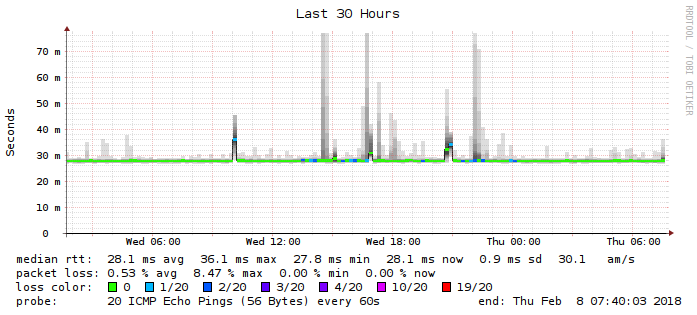 Last 30 Hours
RRDTOOL / TOBI OETIKER
Seconds
70 m
60 m
50 m
40 m
30 m
20 m
10 m
0
Wed 06:00 Wed 12:00 Wed 18:00 Thu 00:00 Thu 06:00
median rtt: 28.1 ms avg 36.1 ms max 27.8 ms min 28.1 ms now 0.9 ms sd 30.1 am/s
packet loss: 0.53 % avg 8.47 % max 0.00 % min 0.00 % now
loss color: 0 1/20 2/20 3/20 4/20 10/20 19/20
probe: 20 ICMP Echo Pings (56 Bytes) every 60s end: Thu Feb 8 07:40:03 2018